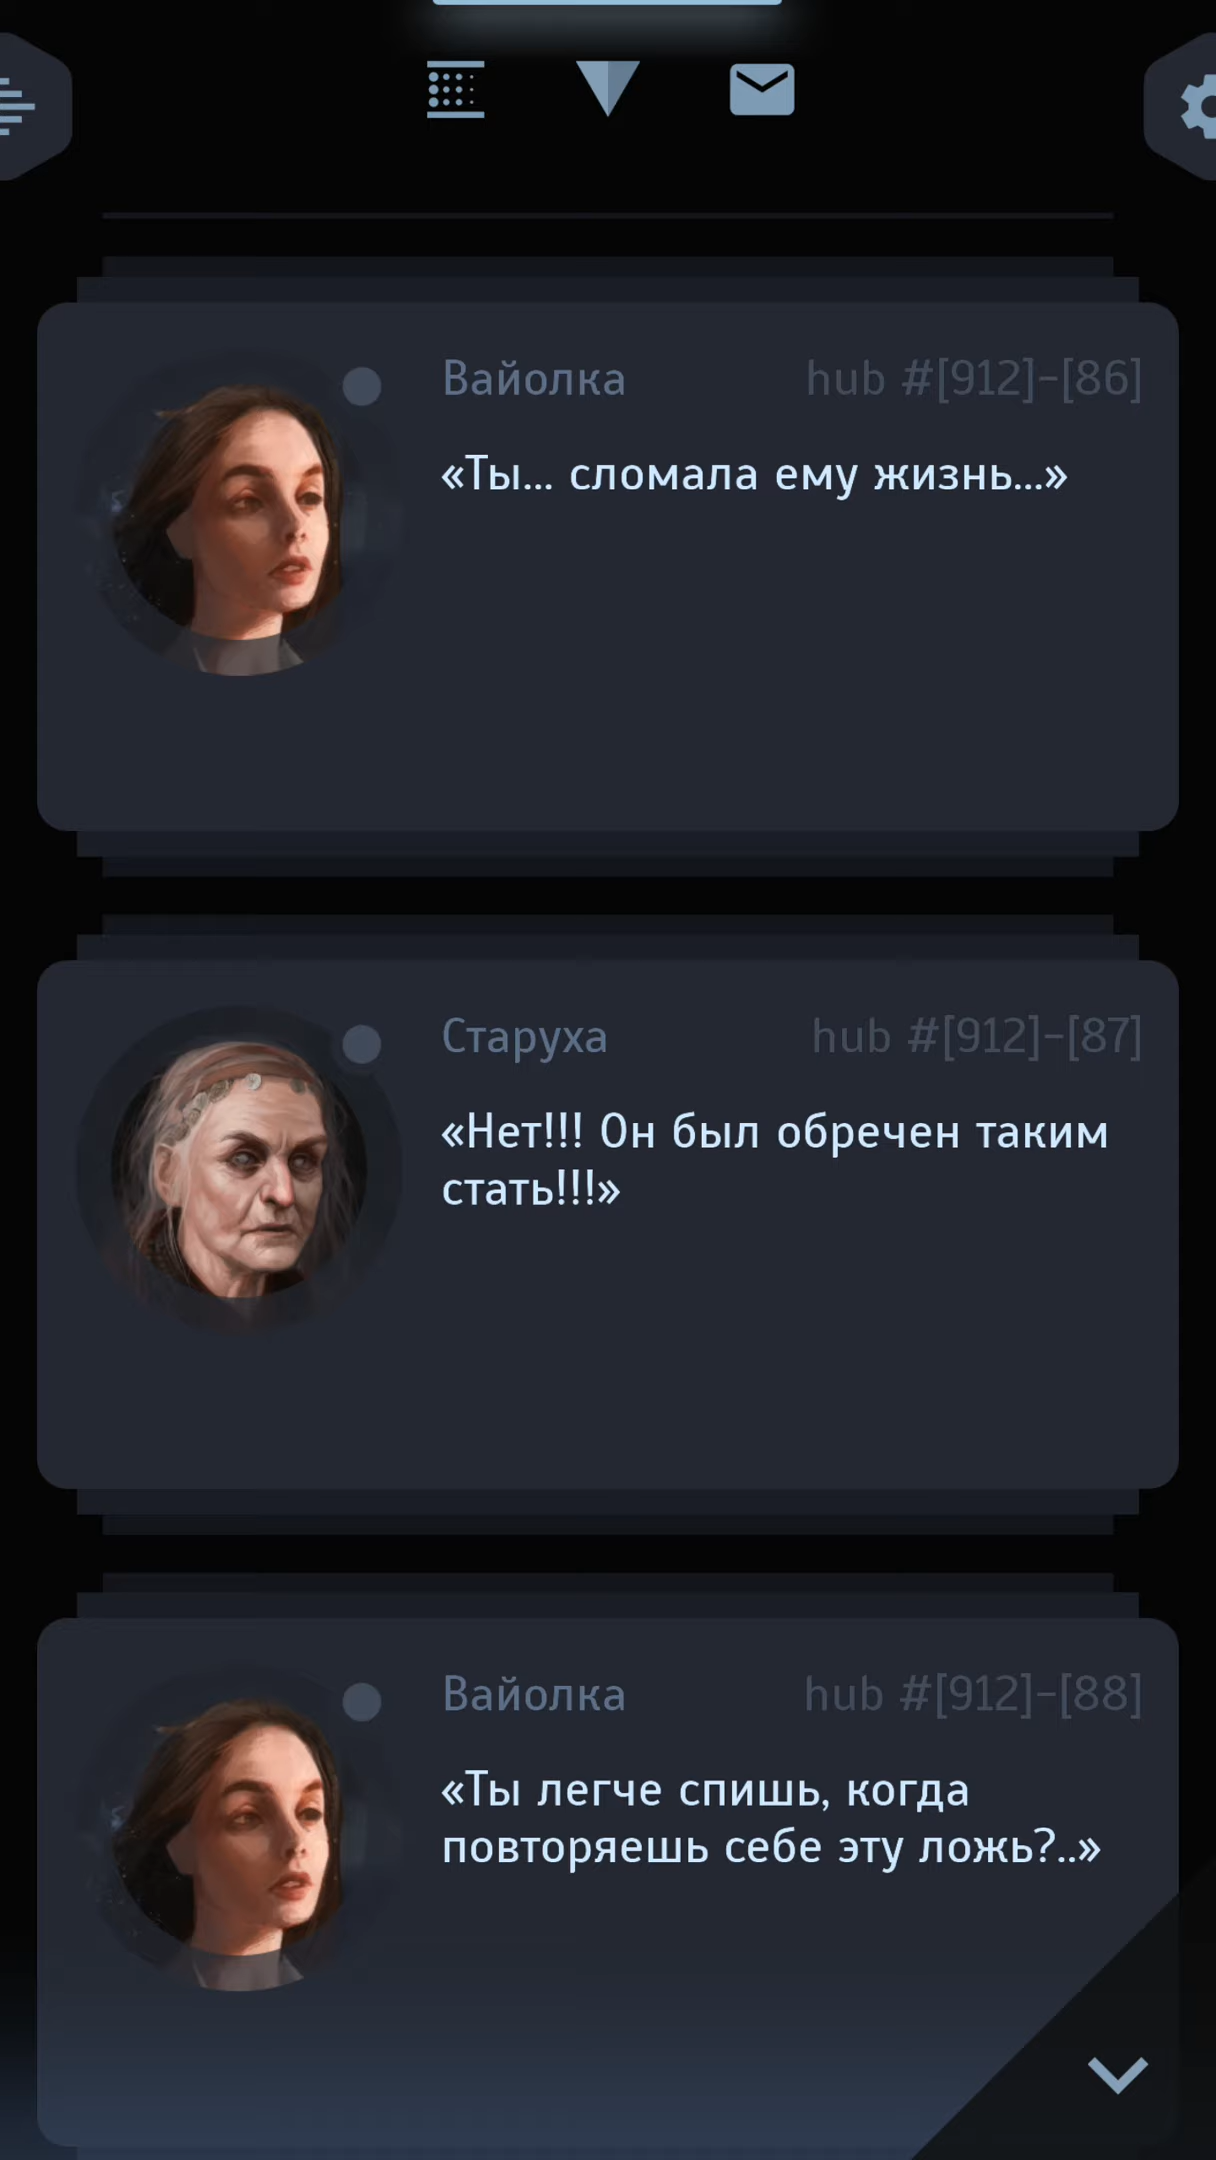 Вайолка hub #[912]-[86]
«Ты... сломала ему жизнь...»
Старуха hub #[912]-[87]
«Нет!!! Он был обречен таким
стать!!!»
Вайолка hub #[912]-[88]
«Ты легче спишь, когда
повторяешь себе эту ложь?..»